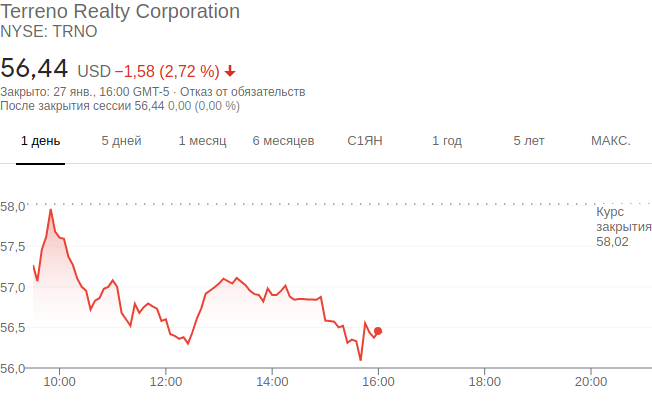 Terreno Realty Corporation
NYSE: TRNO
56,44 USD −1,58 (2,72 %)
Закрыто: 27 янв., 16:00 GMT-5 · Отказ от обязательств
После закрытия сессии 56,44 0,00 (0,00 %)
1 день 5 дней 1 месяц 6 месяцев С1ЯН 1 год 5 лет МАКС.
58,0
Курс
закрытия
58,02
57,5
57,0
56,5
56,0
10:00 12:00 14:00 16:00 18:00 20:00